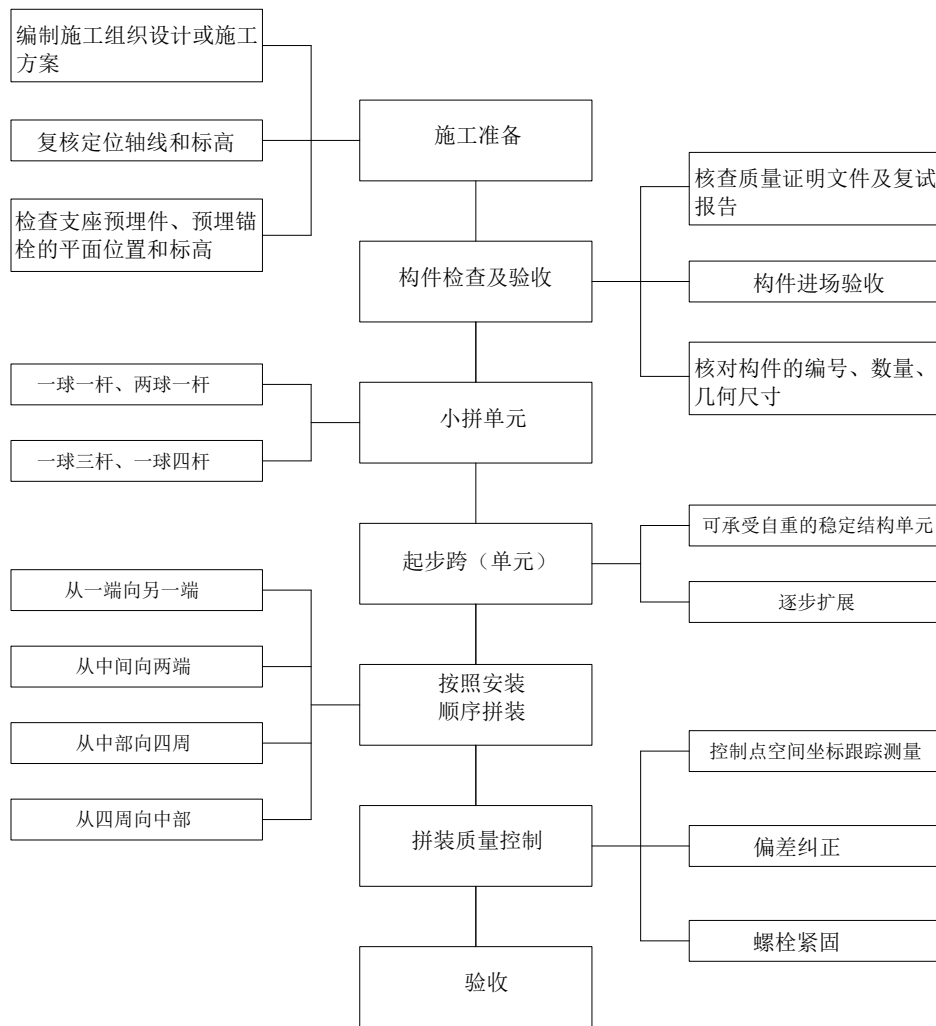 编制施工组织设计或施工
方案
复核定位轴线和标高
检查支座预埋件、预埋锚
栓的平面位置和标高
施工准备
核查质量证明文件及复试
报告
构件检查及验收
构件进场验收
核对构件的编号、数量、
几何尺寸
一球一杆、两球一杆
小拼单元
一球三杆、一球四杆
可承受自重的稳定结构单元
起步跨（单元）
逐步扩展
从一端向另一端
从中间向两端
从中部向四周
从四周向中部
按照安装
顺序拼装
控制点空间坐标跟踪测量
拼装质量控制
偏差纠正
螺栓紧固
验收